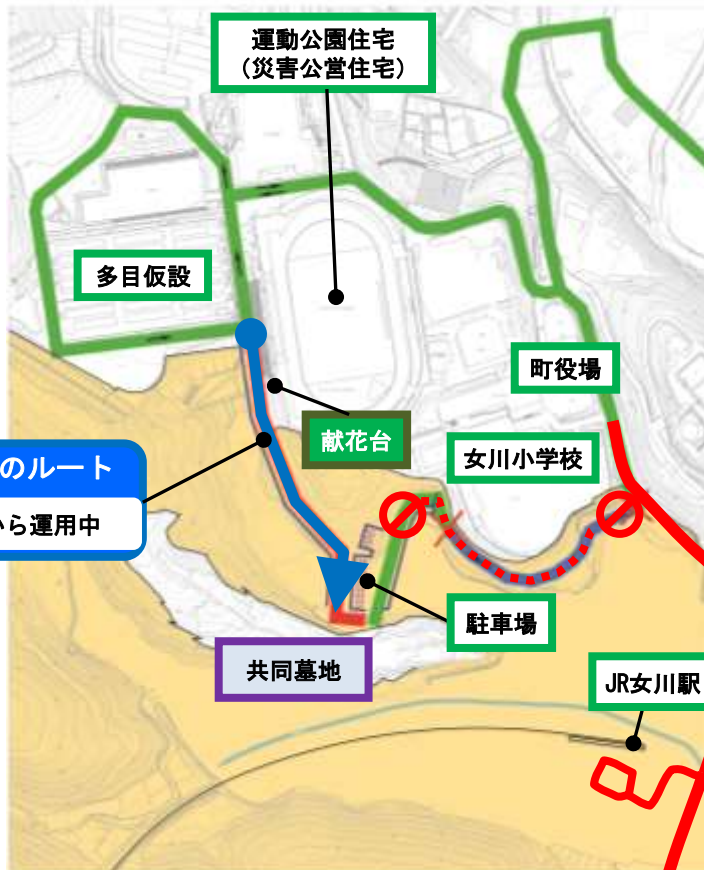 運動公園住宅
（災害公営住宅）
多目仮設
町役場
献花台
女川小学校
のルート
から運用中
駐車場
共同墓地
JR女川駅